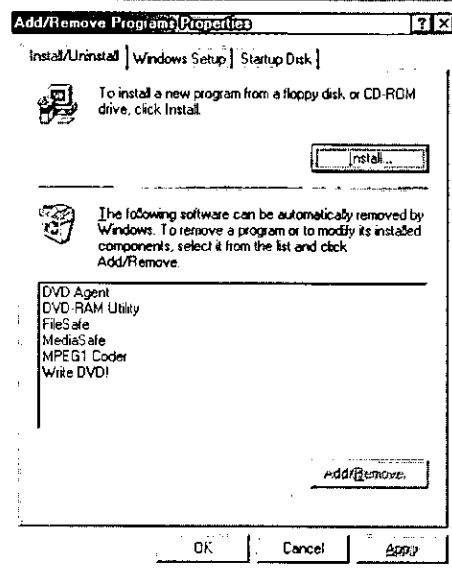 Add/Remove Programs Properties
Install/Uninstall
Windows Setup
Startup Disk
To install a new program from a floppy disk or CD-ROM
drive, click Install.
Install...
The following software can be automatically removed by
Windows. To remove a program or to modify its installed
components, select it from the list and click
Add/Remove.
DVD Agent
DVD-RAM Utility
FileSafe
MediaSafe
MPEG1 Coder
Write DVD!
Add/Remove...
OK
Cancel
Apply